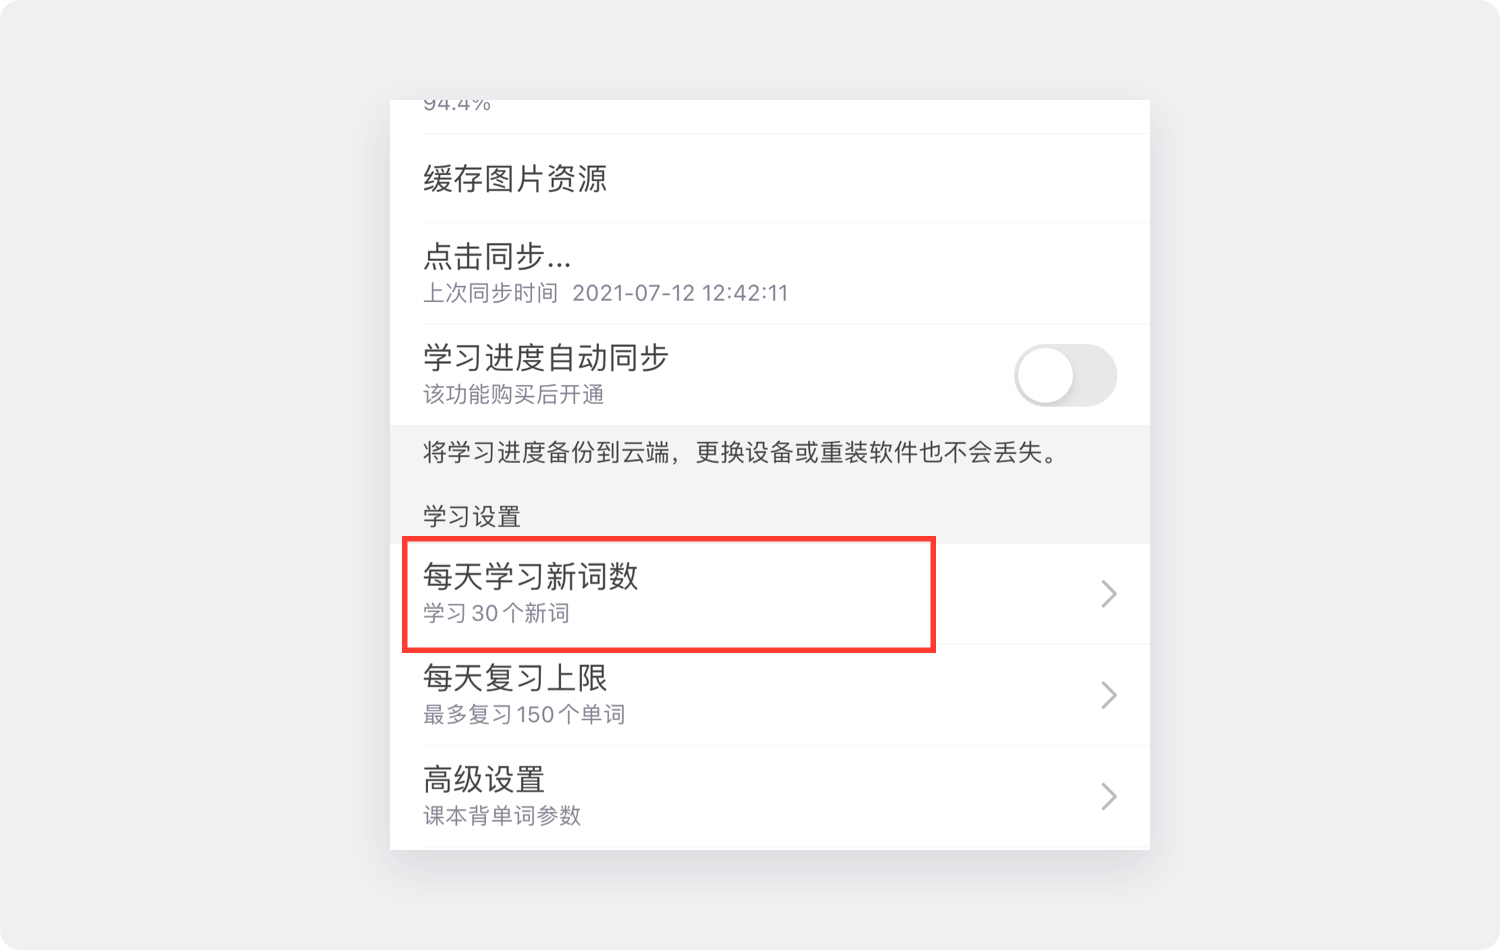 94.4%
缓存图片资源
点击同步...
上次同步时间 2021-07-12 12:42:11
学习进度自动同步
该功能购买后开通
将学习进度备份到云端，更换设备或重装软件也不会丢失。
学习设置
每天学习新词数
学习30个新词
每天复习上限
最多复习150个单词
高级设置
课本背单词参数